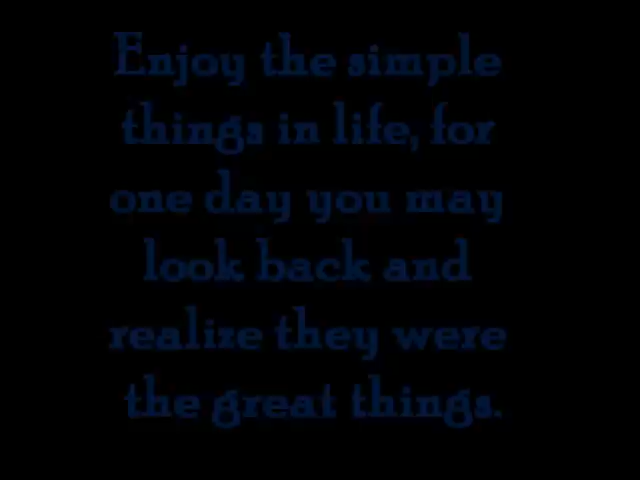 Enjoy the simple
things in life, for
one day you may
look back and
realize they were
the great things.